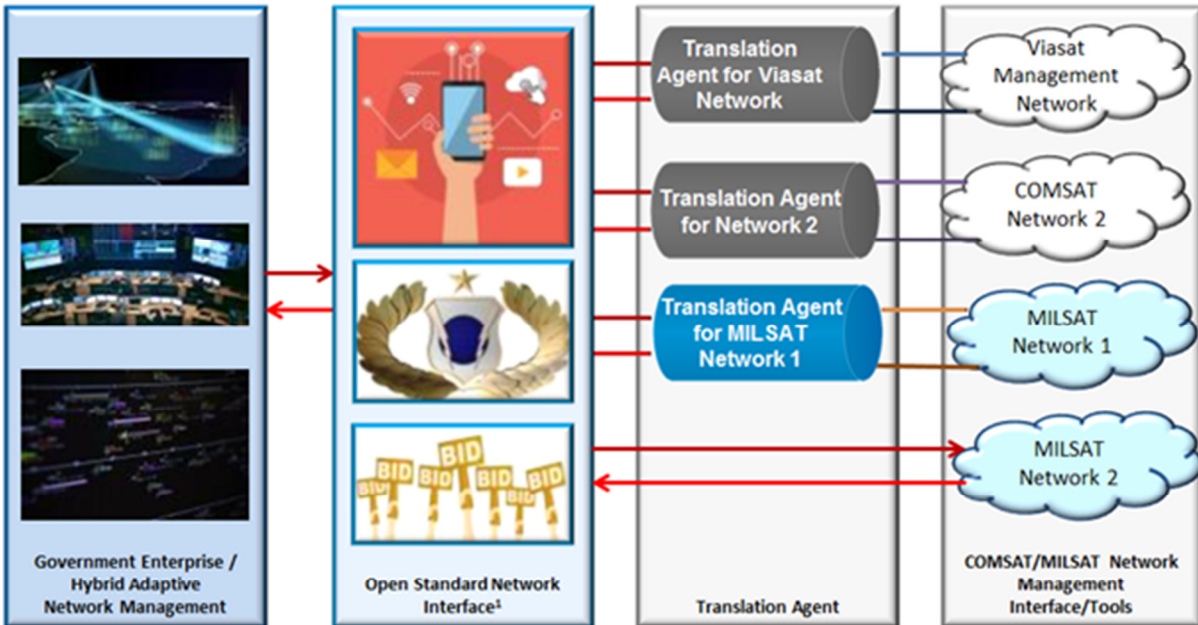 Translation
Agent for Viasat
Network
Viasat
Management
Network
Translation Agent
for Network 2
COMSAT
Network 2
Translation Agent
for MILSAT
Network 1
MILSAT
Network 1
BID
BID
BID
BID
BID
BID
BID
MILSAT
Network 2
Government Enterprise /
Hybrid Adaptive
Network Management
Open Standard Network
Interface¹
Translation Agent
COMSAT/MILSAT Network
Management
Interface/Tools